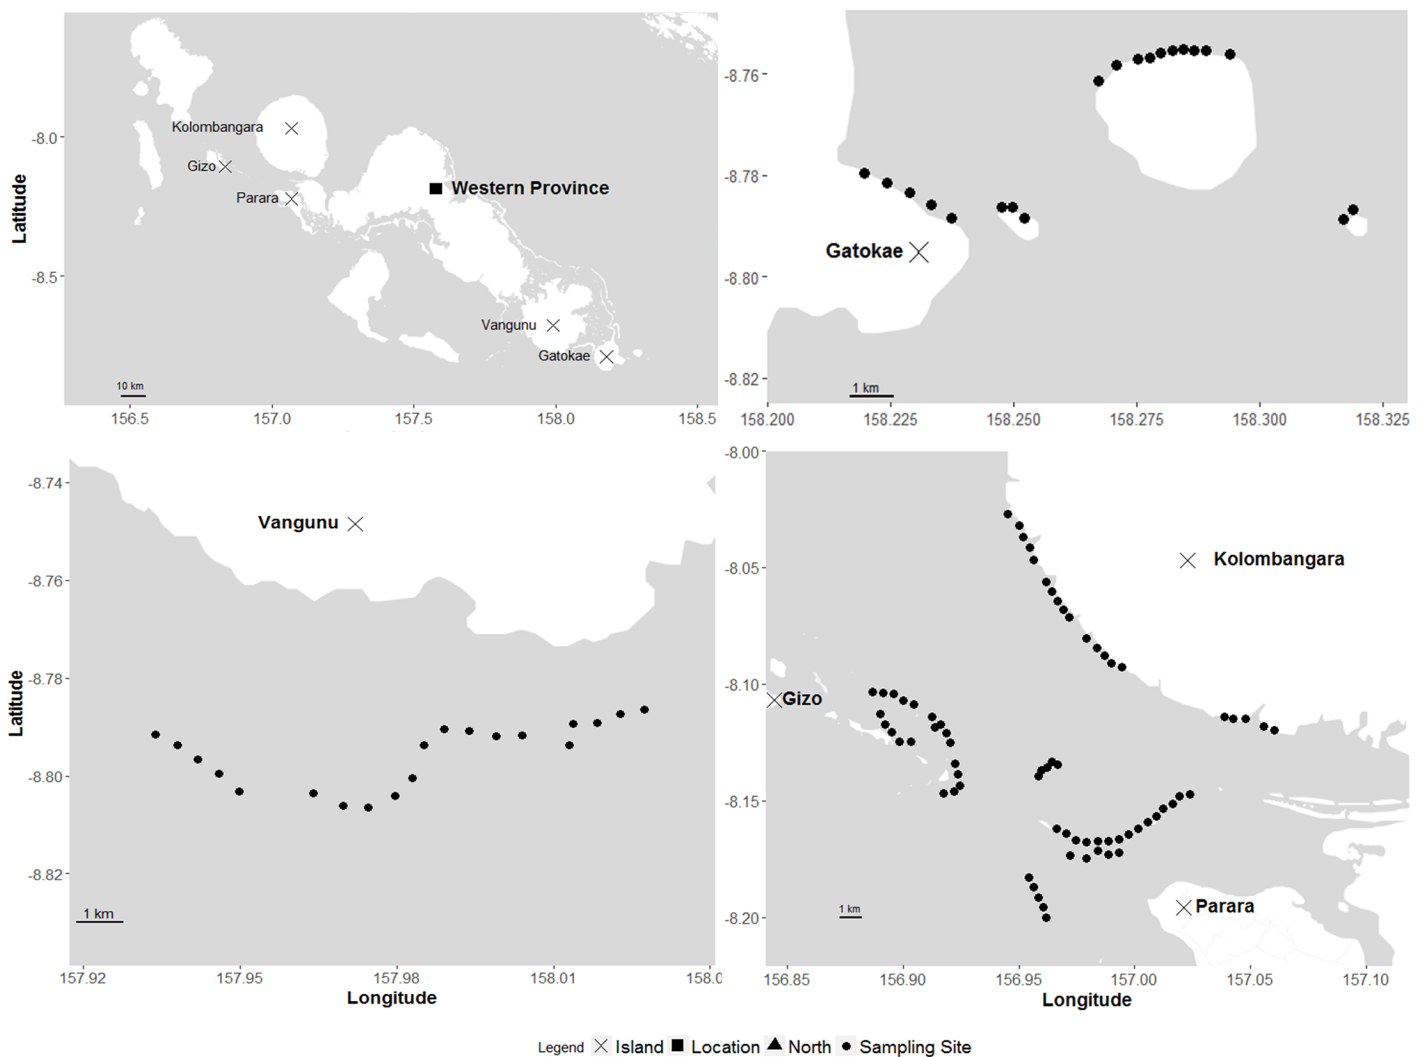 Latitude
-8.0
-8.5
Kolombangara
Gizo
Parara
Western Province
Vangunu
Gatokae
10 km
156.5
157.0
157.5
158.0
158.5
-8.76
-8.78
-8.80
-8.82
Gatokae
1 km
158.200
158.225
158.250
158.275
158.300
158.325
Latitude
-8.74
-8.76
-8.78
-8.80
-8.82
Vangunu
1 km
157.92
157.95
157.98
158.01
158.0
Longitude
-8.00
-8.05
-8.10
-8.15
-8.20
Kolombangara
Gizo
Parara
1 km
156.85
156.90
156.95
157.00
157.05
157.10
Longitude
Legend Island Location North Sampling Site